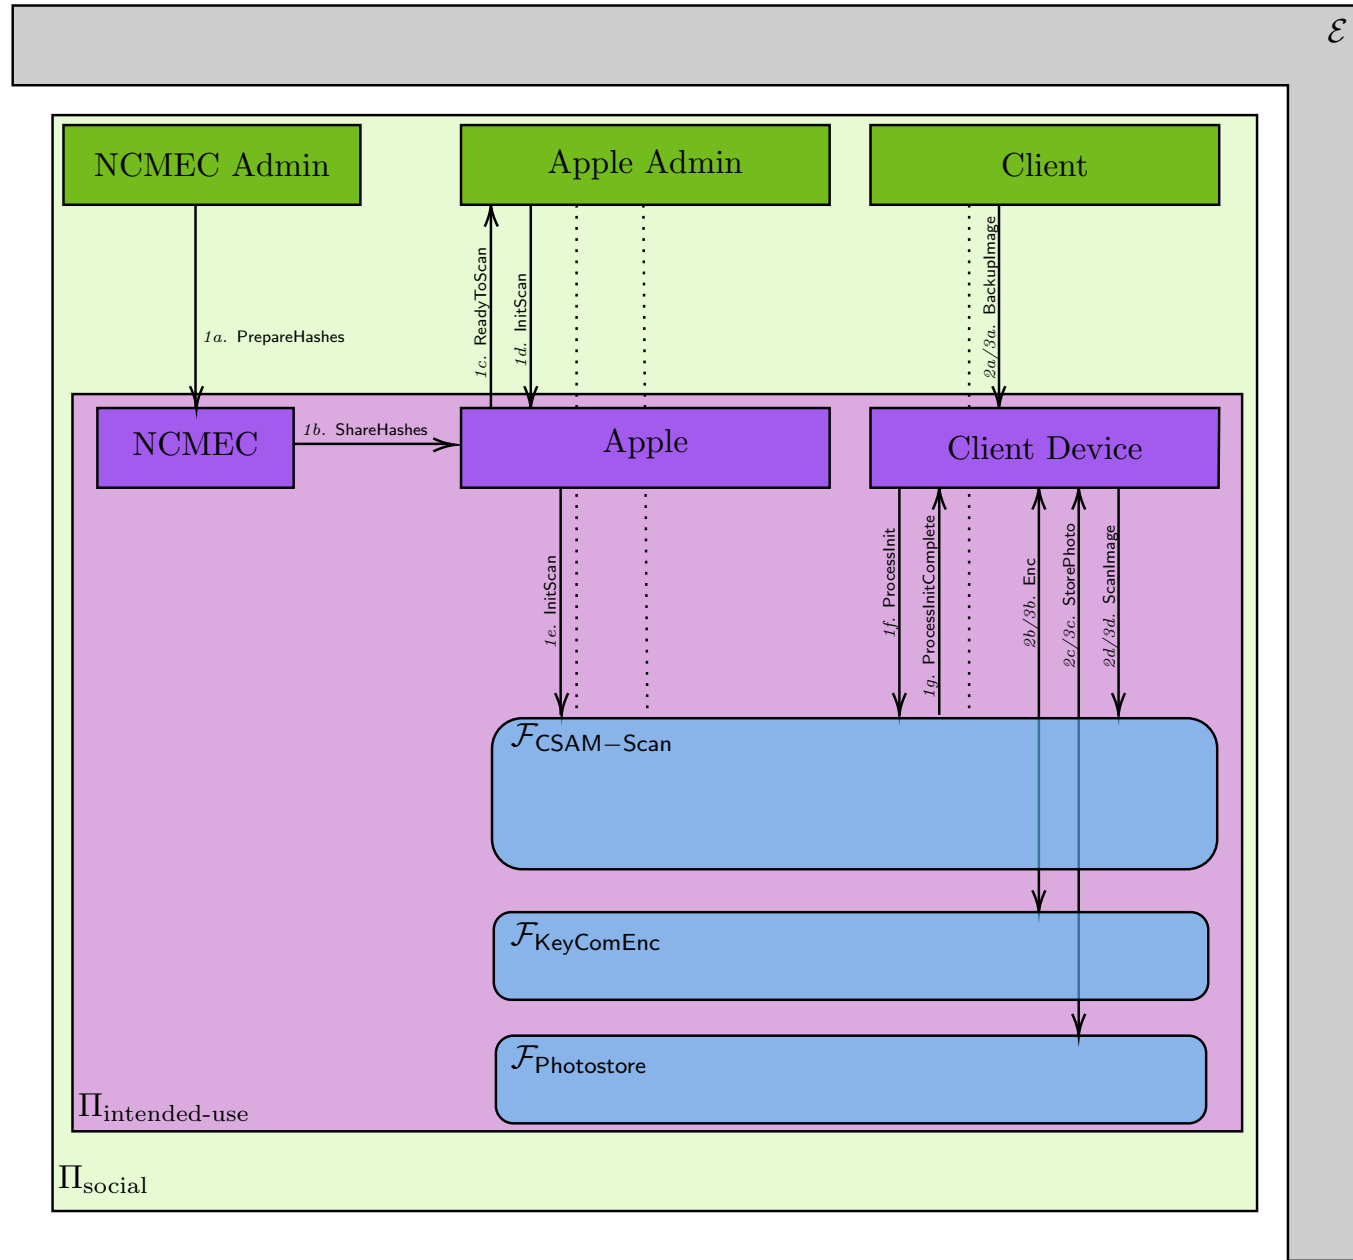 ℰ
NCMEC Admin
Apple Admin
Client
1a. PrepareHashes
1c. ReadyToScan
1d. InitScan
2a/3a. BackupImage
NCMEC
1b. ShareHashes
Apple
Client Device
1e. InitScan
1f. ProcessInit
1g. ProcessInitComplete
2b/3b. Enc
2c/3c. StorePhoto
2d/3d. ScanImage
ℱCSAM−Scan
ℱKeyComEnc
ℱPhotostore
Πintended-use
Πsocial